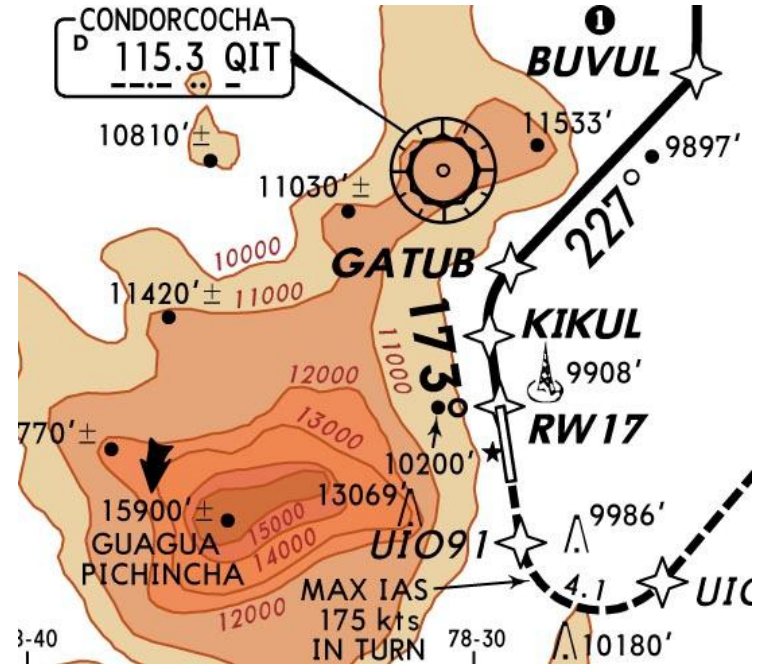 CONDORCOCHA
D 115.3 QIT
1
BUVUL
10810'±
11533'
9897'
11030'±
227°
10000
GATUB
11420'±
11000
173°
11000
KIKUL
12000
9908'
13000
RW17
770'±
10200'
15900'±
13069'
15000
9986'
GUAGUA
14000
UIO91
PICHINCHA
MAX IAS
4.1
UIO
12000
175 kts
IN TURN
-40
78-30
10180'